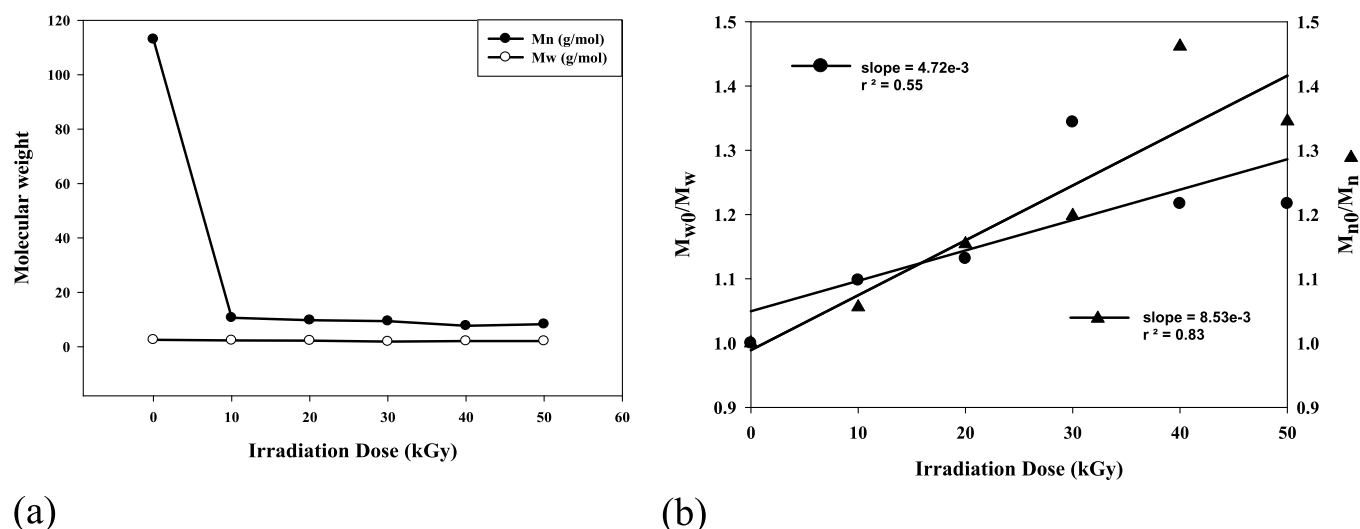 120
100
80
60
40
20
0
Molecular weight
Mn (g/mol)
Mw (g/mol)
0 10 20 30 40 50 60
Irradiation Dose (kGy)
(a)
1.5
1.4
1.3
1.2
1.1
1.0
0.9
Mw0/Mw
slope = 4.72e-3
r ² = 0.55
slope = 8.53e-3
r ² = 0.83
1.5
1.4
1.3
1.2
1.1
1.0
0.9
Mn0/Mn
0 10 20 30 40 50
Irradiation Dose (kGy)
(b)